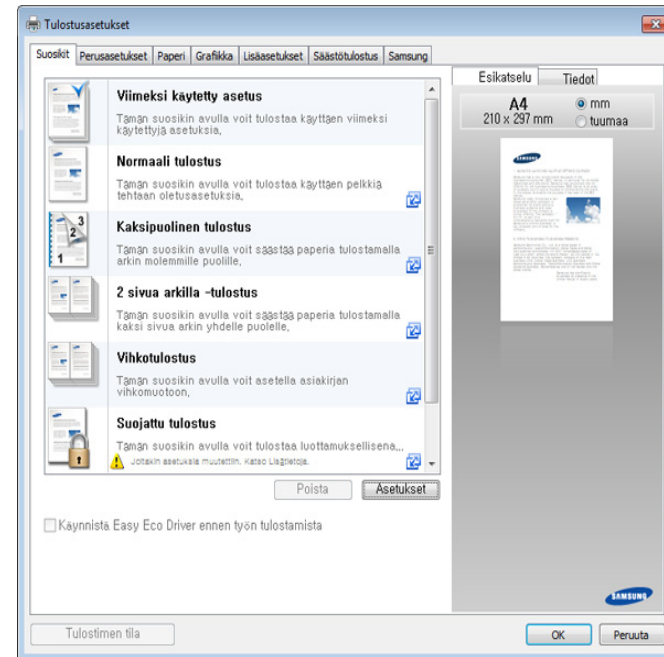 Tulostusasetukset
Suosikit Perusasetukset Paperi Grafiikka Lisäasetukset Säästötulostus Samsung
Viimeksi käytetty asetus
Tämän suosikin avulla voit tulostaa käyttäen viimeksi
käytettyjä asetuksia.
Normaali tulostus
Tämän suosikin avulla voit tulostaa käyttäen pelkkiä
tehtaan oletusasetuksia.
Kaksipuolinen tulostus
Tämän suosikin avulla voit säästää paperia tulostamalla
arkin molemmille puolille.
2 sivua arkilla -tulostus
Tämän suosikin avulla voit säästää paperia tulostamalla
kaksi sivua arkin yhdelle puolelle.
Vihkotulostus
Tämän suosikin avulla voit asetella asiakirjan
vihkomuotoon.
Suojattu tulostus
Tämän suosikin avulla voit tulostaa luottamuksellisena...
Joitakin asetuksia muutettiin. Katso Lisätietoja.
Poista Asetukset
Käynnistä Easy Eco Driver ennen työn tulostamista
Esikatselu Tiedot
A4
210 x 297 mm
mm
tuumaa
SAMSUNG
Tulostimen tila OK Peruuta